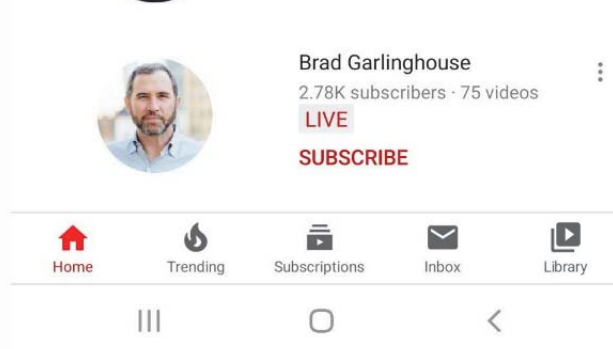 Brad Garlinghouse
2.78K subscribers · 75 videos
LIVE
SUBSCRIBE
Home Trending Subscriptions Inbox Library